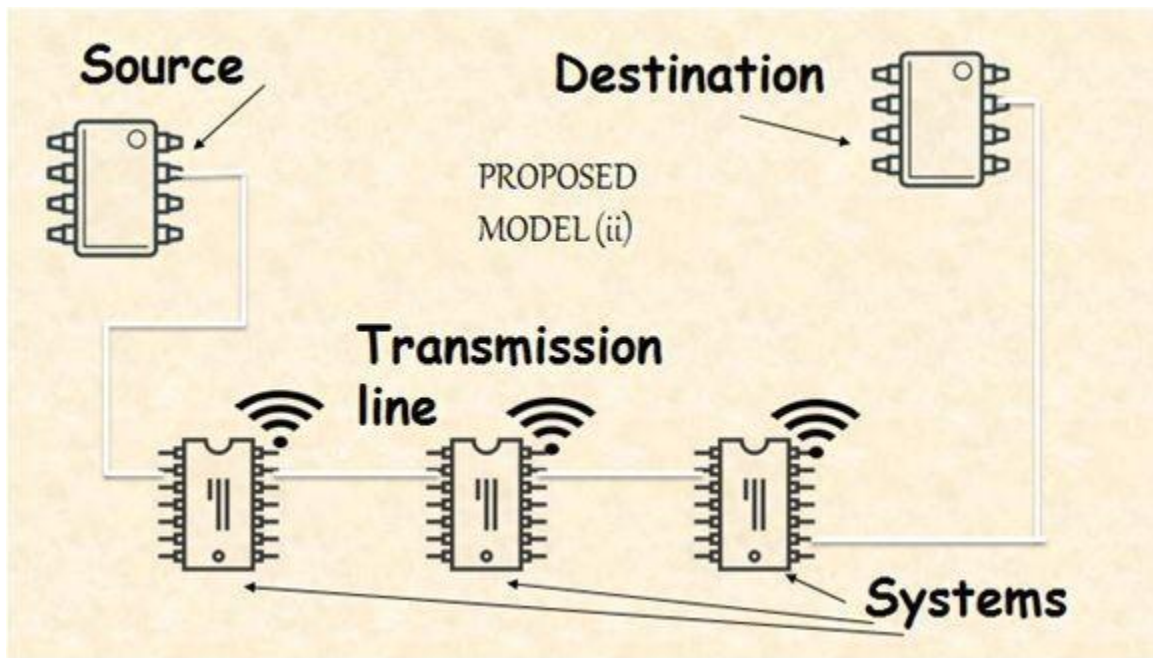 Source
Destination
PROPOSED
MODEL (ii)
Transmission
line
Systems